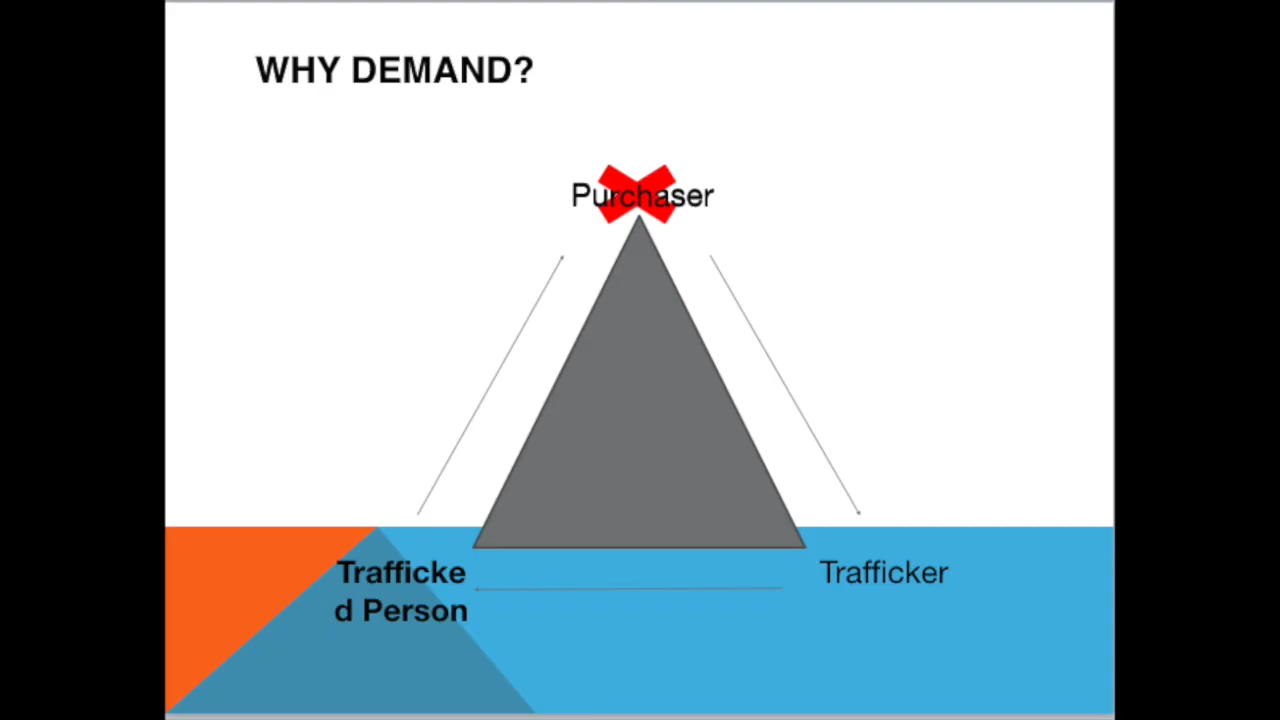 WHY DEMAND?
Purchaser
Trafficke
d Person
Trafficker